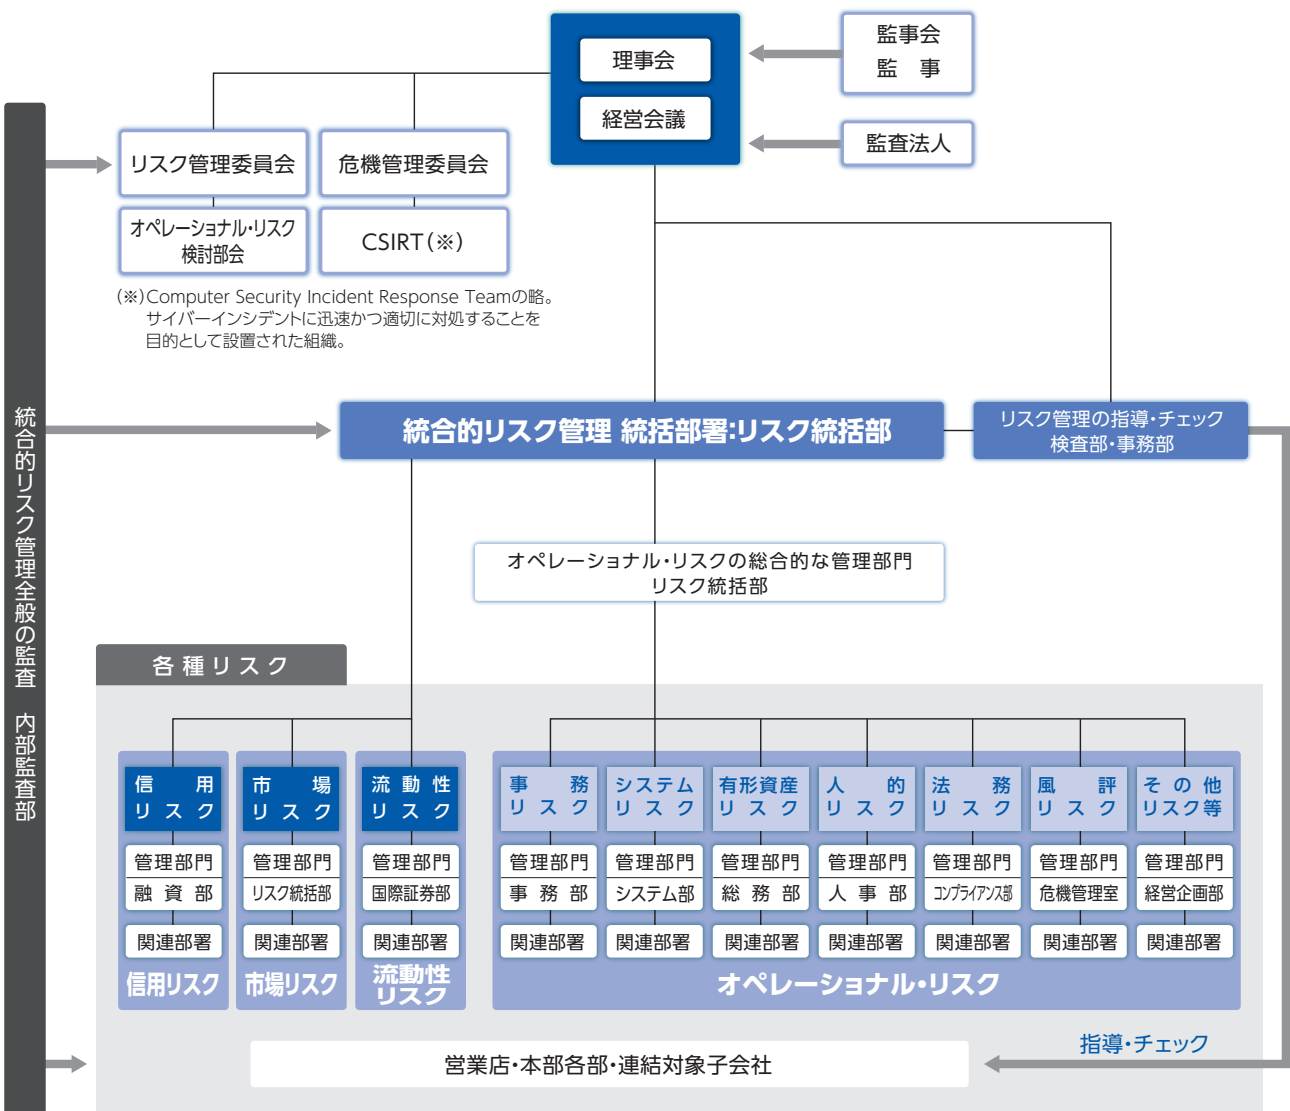 理事会
経営会議
監事会
監　事
監査法人
リスク管理委員会
危機管理委員会
オペレーショナル・リスク
検討部会
CSIRT(※)
(※)Computer Security Incident Response Teamの略。
サイバーインシデントに迅速かつ適切に対処することを
目的として設置された組織。
統合的リスク管理全般の監査　内部監査部
統合的リスク管理 統括部署:リスク統括部
リスク管理の指導・チェック
検査部・事務部
オペレーショナル・リスクの総合的な管理部門
リスク統括部
各種リスク
信用
リスク
管理部門
融資部
関連部署
信用リスク
市場
リスク
管理部門
リスク統括部
関連部署
市場リスク
流動性
リスク
管理部門
国際証券部
関連部署
流動性
リスク
事務
リスク
管理部門
事務部
関連部署
システム
リスク
管理部門
システム部
関連部署
有形資産
リスク
管理部門
総務部
関連部署
人的
リスク
管理部門
人事部
関連部署
法務
リスク
管理部門
コンプライアンス部
関連部署
風評
リスク
管理部門
危機管理室
関連部署
その他
リスク等
管理部門
経営企画部
関連部署
オペレーショナル・リスク
指導・チェック
営業店・本部各部・連結対象子会社